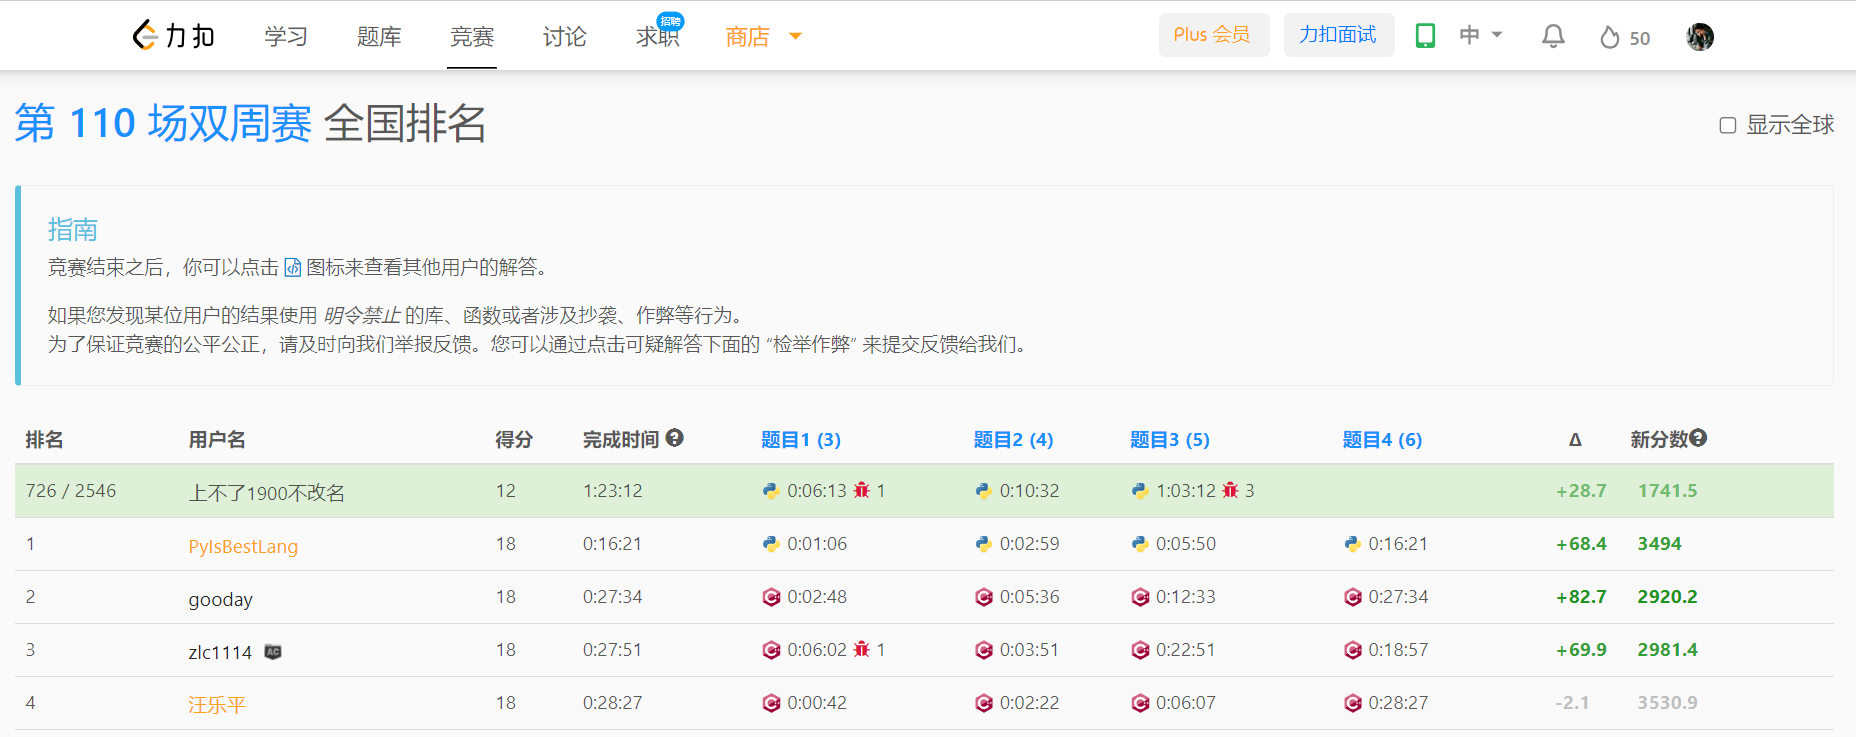 力扣 学习 题库 竞赛 讨论 求职 招聘 商店 Plus 会员 力扣面试 中 50
第 110 场双周赛 全国排名 显示全球
指南
竞赛结束之后，你可以点击 图标来查看其他用户的解答。
如果您发现某位用户的结果使用 明令禁止 的库、函数或者涉及抄袭、作弊等行为。
为了保证竞赛的公平公正，请及时向我们举报反馈。您可以通过点击可疑解答下面的 “检举作弊” 来提交反馈给我们。
排名 用户名 得分 完成时间 题目1 (3) 题目2 (4) 题目3 (5) 题目4 (6) Δ 新分数
726 / 2546 上不了1900不改名 12 1:23:12 0:06:13 1 0:10:32 1:03:12 3 +28.7 1741.5
1 PyIsBestLang 18 0:16:21 0:01:06 0:02:59 0:05:50 0:16:21 +68.4 3494
2 gooday 18 0:27:34 0:02:48 0:05:36 0:12:33 0:27:34 +82.7 2920.2
3 zlc1114 AC 18 0:27:51 0:06:02 1 0:03:51 0:22:51 0:18:57 +69.9 2981.4
4 汪乐平 18 0:28:27 0:00:42 0:02:22 0:06:07 0:28:27 -2.1 3530.9